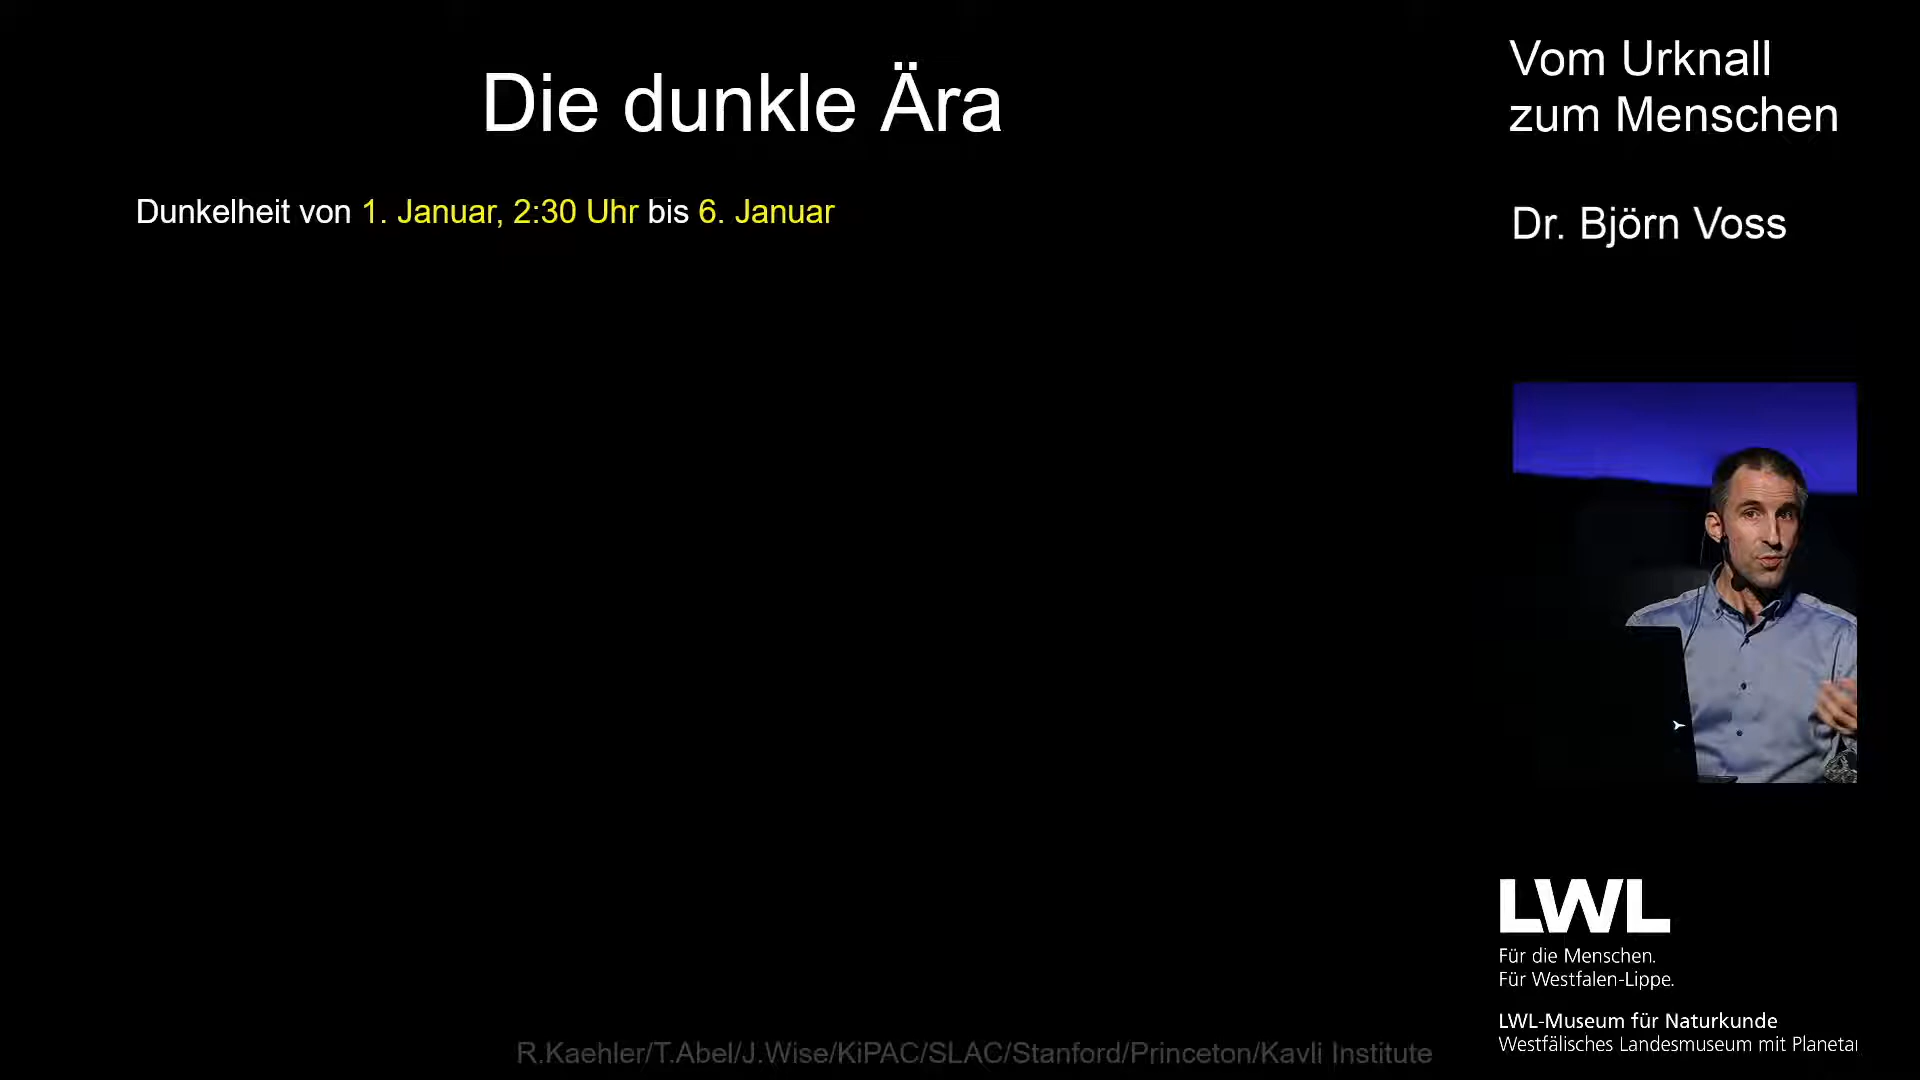 Die dunkle Ära
Dunkelheit von 1. Januar, 2:30 Uhr bis 6. Januar
Vom Urknall
zum Menschen
Dr. Björn Voss
LWL
Für die Menschen.
Für Westfalen-Lippe.
LWL-Museum für Naturkunde
Westfälisches Landesmuseum mit Planetar
R.Kaehler/T.Abel/J.Wise/KiPAC/SLAC/Stanford/Princeton/Kavli Institute